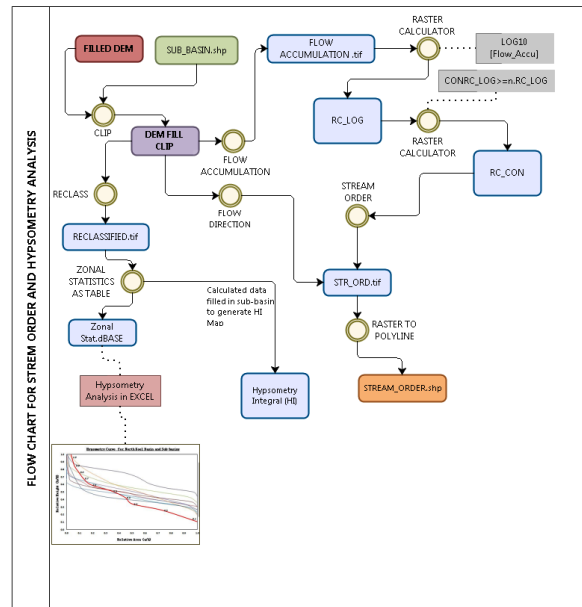 FLOW CHART FOR STREM ORDER AND HYPSOMETRY ANALYSIS
FILLED DEM
SUB_BASIN.shp
FLOW
ACCUMULATION .tif
RASTER
CALCULATOR
LOG10
[Flow_Accu]
CONRC_LOG>=n.RC_LOG
CLIP
DEM FILL
CLIP
FLOW
ACCUMULATION
RC_LOG
RASTER
CALCULATOR
RC_CON
RECLASS
FLOW
DIRECTION
STREAM
ORDER
RECLASSIFIED.tif
ZONAL
STATISTICS
AS TABLE
Calculated data
filled in sub-basin
to generate HI
Map
STR_ORD.tif
Zonal
Stat.dBASE
RASTER TO
POLYLINE
Hypsometry
Analysis in EXCEL
Hypsometry
Integral (HI)
STREAM_ORDER.shp
Relative Area (a/A)